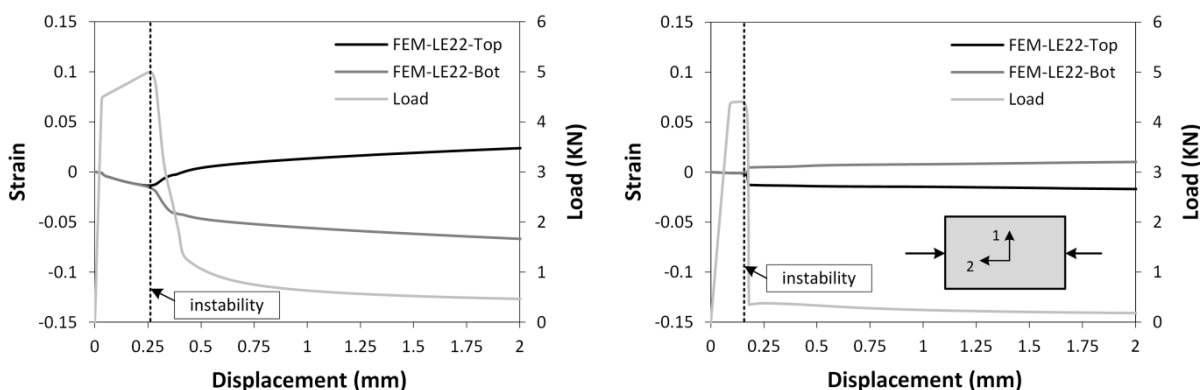 0.15
0.1
0.05
0
-0.05
-0.1
-0.15
Strain
FEM-LE22-Top
FEM-LE22-Bot
Load
instability
6
5
4
3
2
1
0
Load (KN)
0 0.25 0.5 0.75 1 1.25 1.5 1.75 2
Displacement (mm)
0.15
0.1
0.05
0
-0.05
-0.1
-0.15
Strain
FEM-LE22-Top
FEM-LE22-Bot
Load
1
2
instability
6
5
4
3
2
1
0
Load (KN)
0 0.25 0.5 0.75 1 1.25 1.5 1.75 2
Displacement (mm)